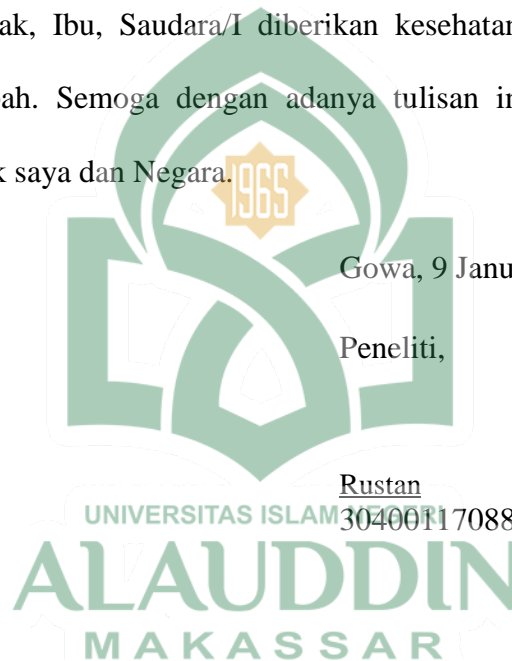 ak, Ibu, Saudara/I diberikan kesehatan
ah. Semoga dengan adanya tulisan in
k saya dan Negara.
1965
Gowa, 9 Janu
Peneliti,
Rustan
30400117088
UNIVERSITAS ISLAM NEGERI
ALAUDDIN
MAKASSAR